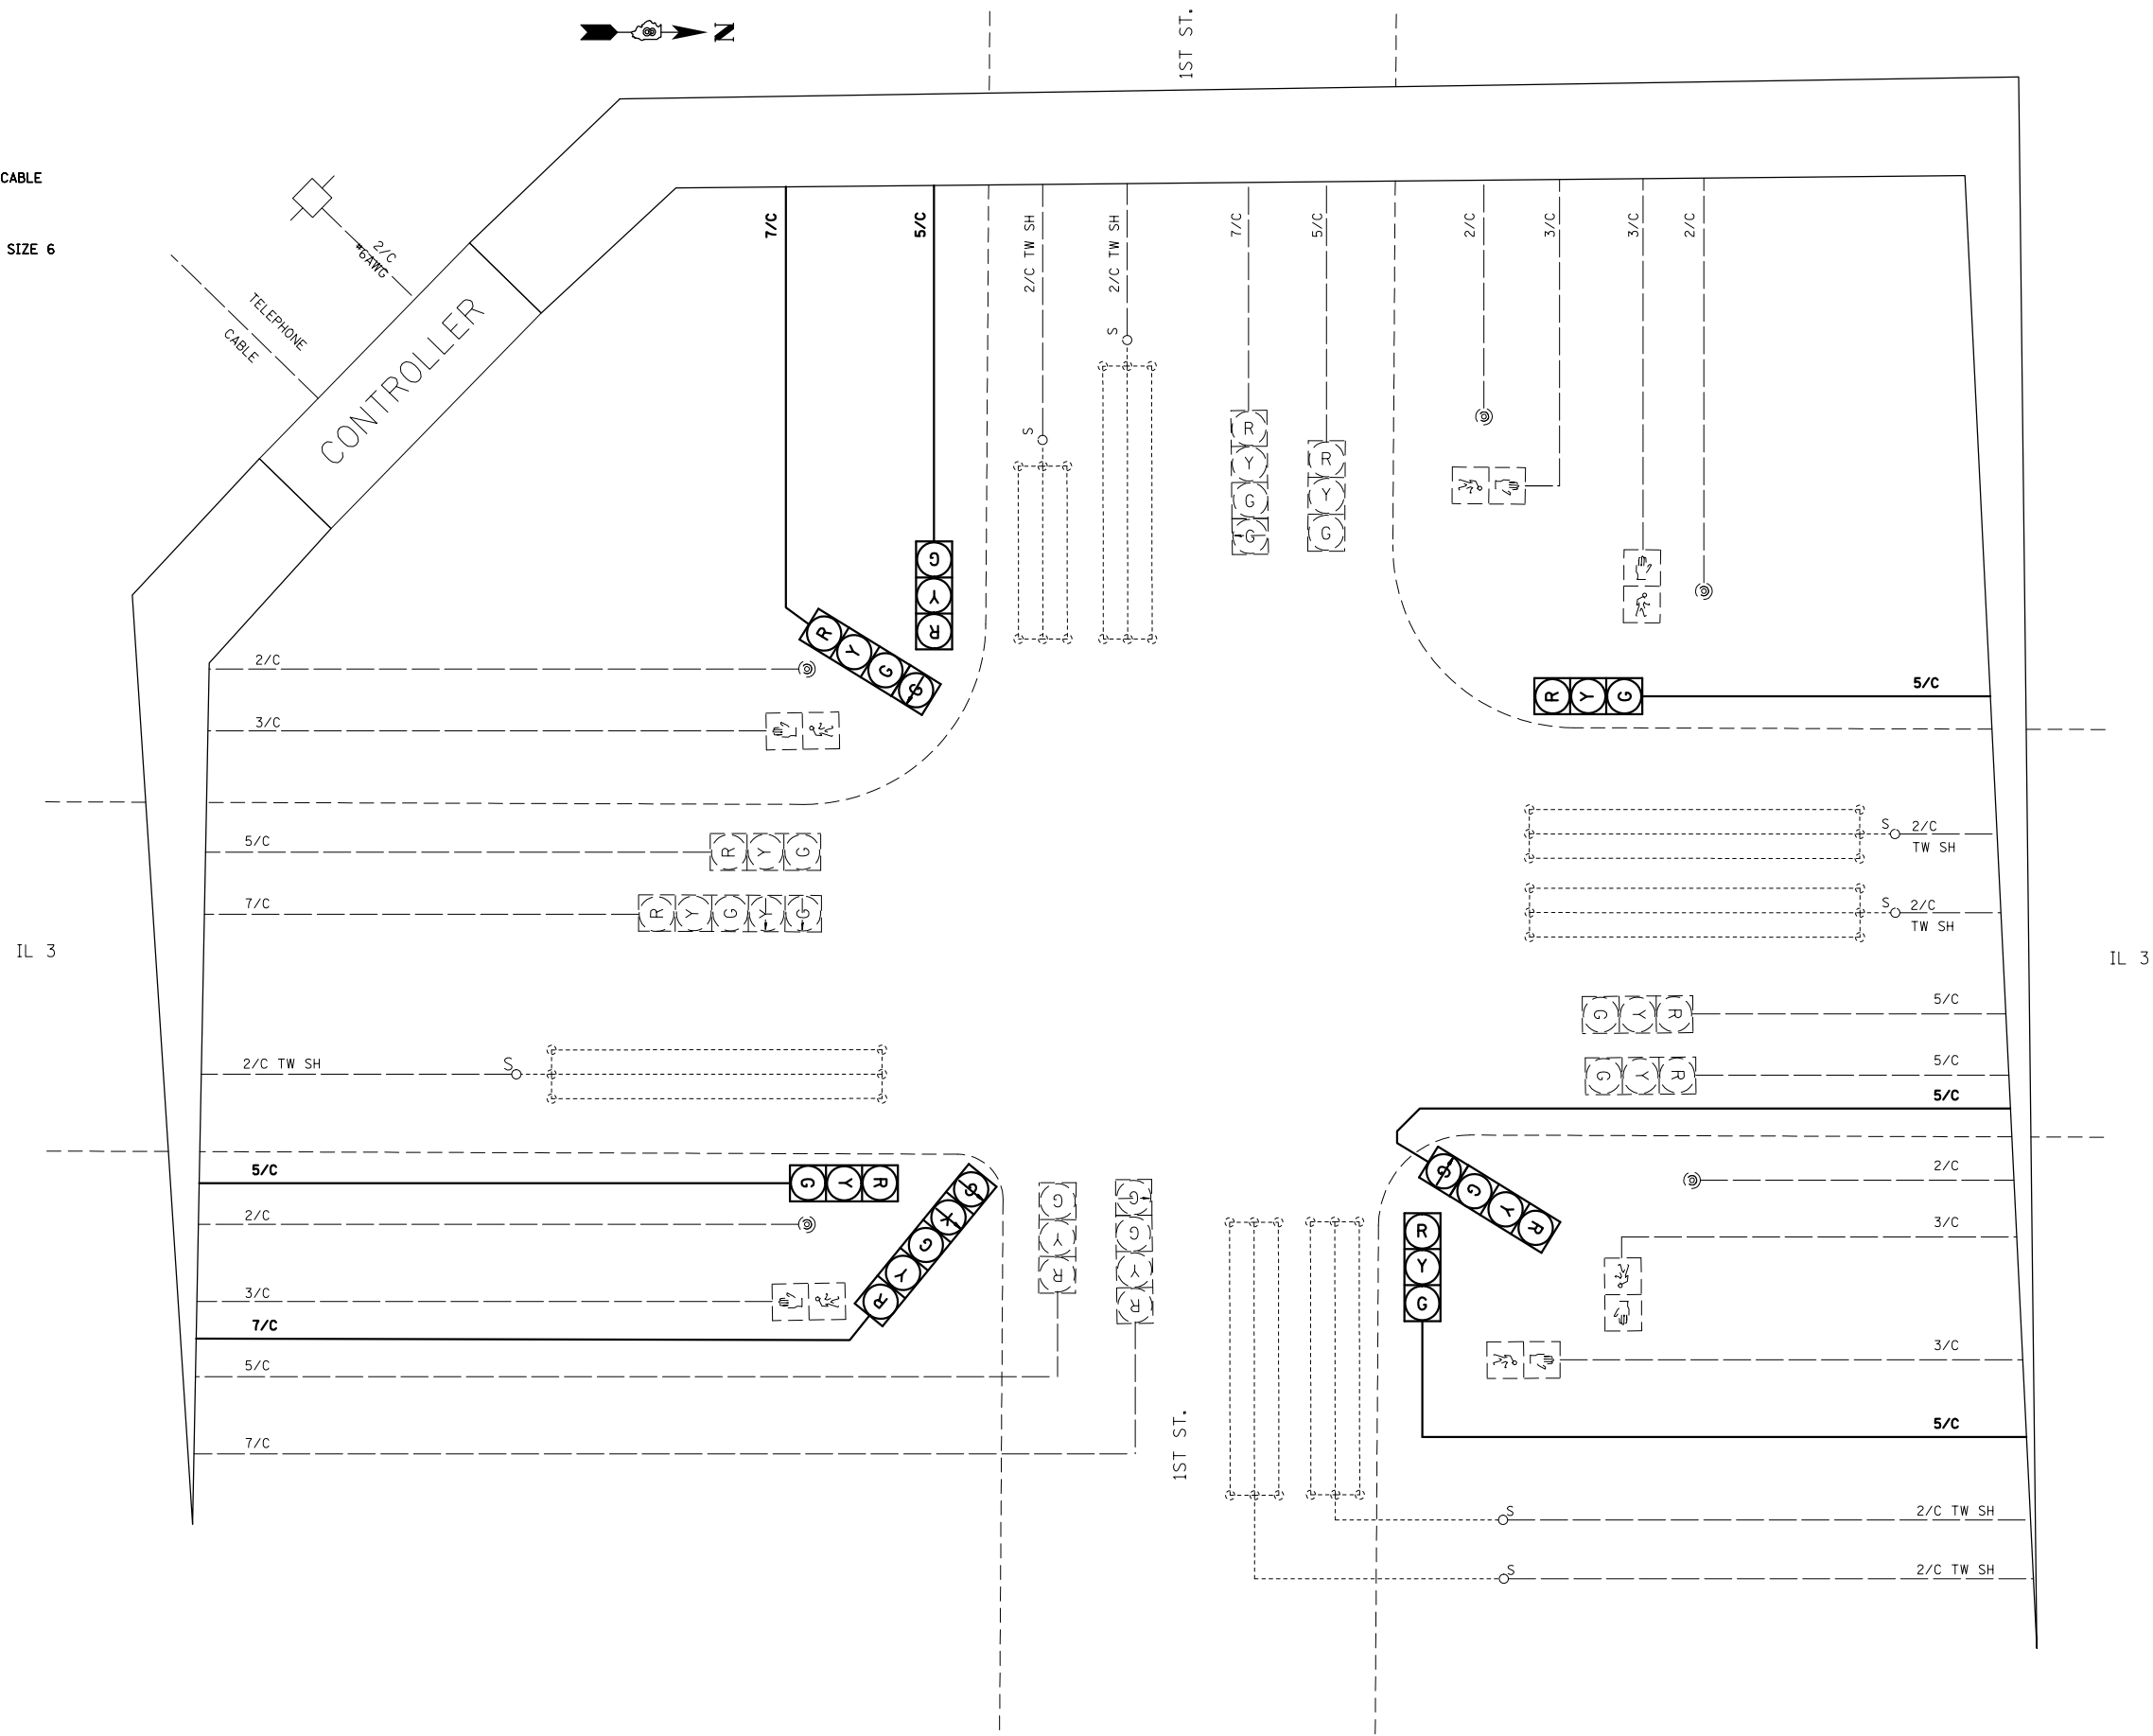 N
1ST ST.
CABLE
SIZE 6
2/C
#6AWG
TELEPHONE
CABLE
CONTROLLER
7/C
5/C
2/C TW SH
2/C TW SH
7/C
5/C
2/C
3/C
3/C
2/C
S
S
R
Y
G
G
R
Y
G
G
Y
R
R
Y
G
G
2/C
3/C
R Y G
5/C
5/C
R Y G
7/C
R Y G Y G
S 2/C
TW SH
S 2/C
TW SH
IL 3
IL 3
G Y R
5/C
G Y R
5/C
5/C
2/C TW SH
S
5/C
G Y R
2/C
3/C
7/C
R Y G Y G
5/C
7/C
G
Y
R
G
G
Y
R
G G Y R
R
Y
G
2/C
3/C
3/C
5/C
1ST ST.
S
2/C TW SH
S
2/C TW SH